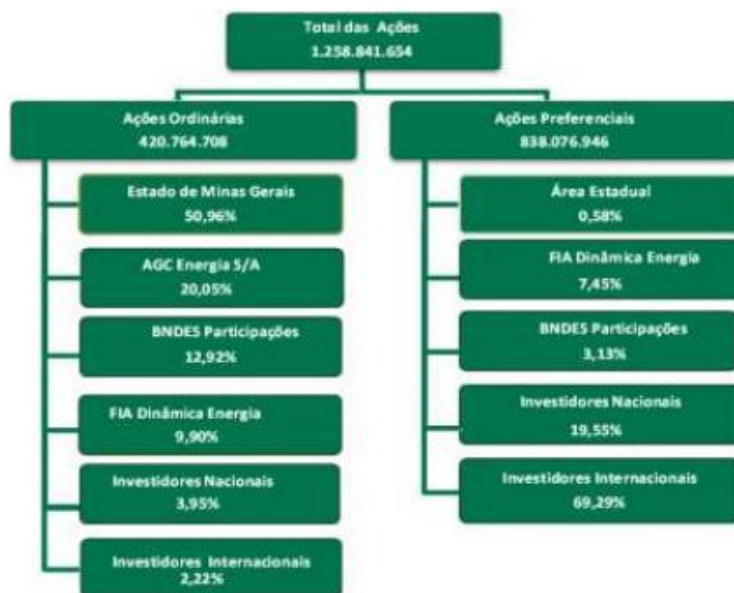 Total das Ações
1.258.841.654
Ações Ordinárias
420.764.708
Estado de Minas Gerais
50,96%
AGC Energia S/A
20,05%
BNDES Participações
12,92%
FIA Dinâmica Energia
9,90%
Investidores Nacionais
3,95%
Investidores Internacionais
2,22%
Ações Preferenciais
838.076.946
Área Estadual
0,58%
FIA Dinâmica Energia
7,45%
BNDES Participações
3,13%
Investidores Nacionais
19,55%
Investidores Internacionais
69,29%